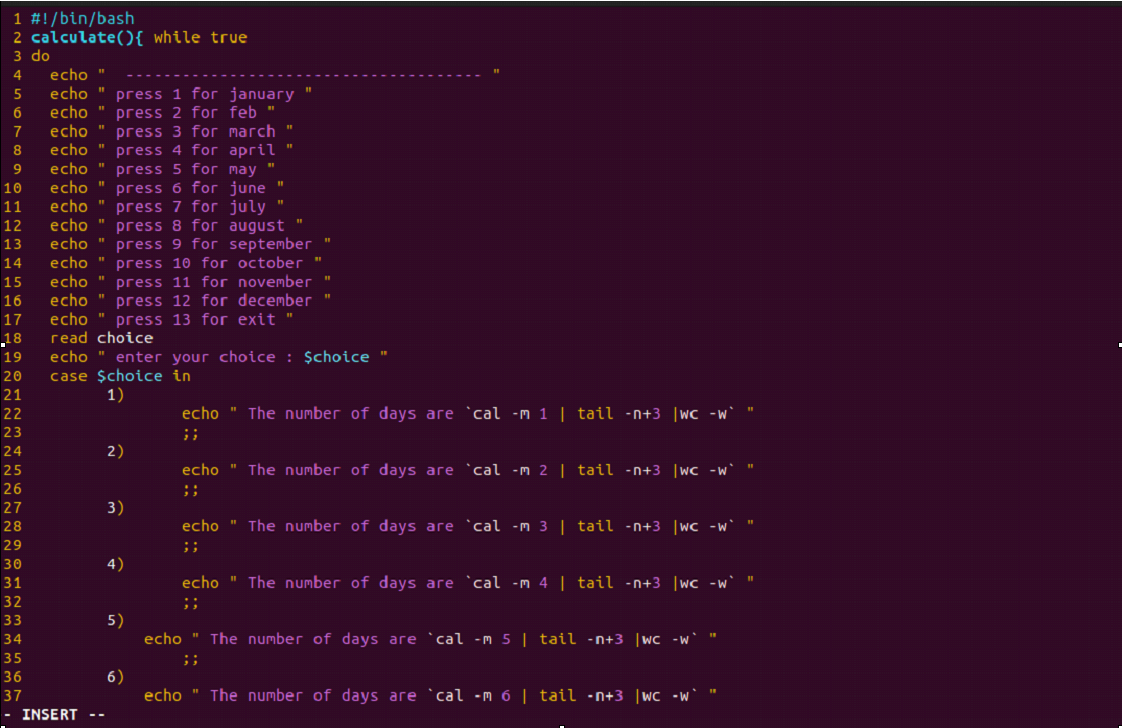 1 #!/bin/bash
2 calculate(){ while true
3 do
4   echo "  -------------------------------------- "
5   echo " press 1 for january "
6   echo " press 2 for feb "
7   echo " press 3 for march "
8   echo " press 4 for april "
9   echo " press 5 for may "
10   echo " press 6 for june "
11   echo " press 7 for july "
12   echo " press 8 for august "
13   echo " press 9 for september "
14   echo " press 10 for october "
15   echo " press 11 for november "
16   echo " press 12 for december "
17   echo " press 13 for exit "
18   read choice
19   echo " enter your choice : $choice "
20   case $choice in
21         1)
22                 echo " The number of days are `cal -m 1 | tail -n+3 |wc -w` "
23                 ;;
24         2)
25                 echo " The number of days are `cal -m 2 | tail -n+3 |wc -w` "
26                 ;;
27         3)
28                 echo " The number of days are `cal -m 3 | tail -n+3 |wc -w` "
29                 ;;
30         4)
31                 echo " The number of days are `cal -m 4 | tail -n+3 |wc -w` "
32                 ;;
33         5)
34             echo " The number of days are `cal -m 5 | tail -n+3 |wc -w` "
35                 ;;
36         6)
37             echo " The number of days are `cal -m 6 | tail -n+3 |wc -w` "
- INSERT --